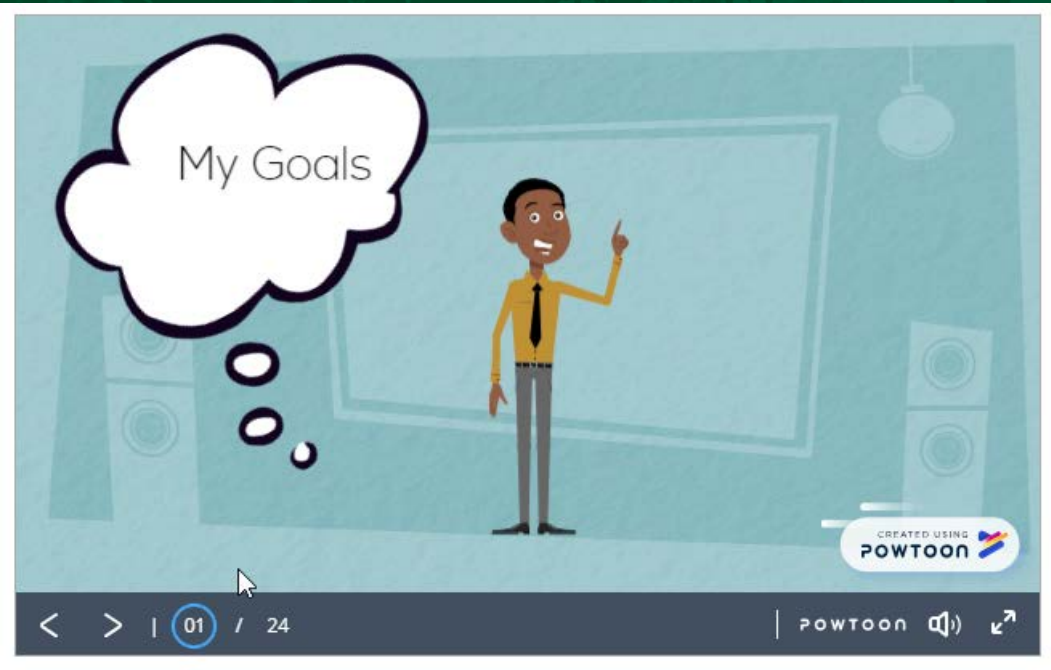 My Goals
CREATED USING
POWTOON
| 01 / 24
| POWTOON